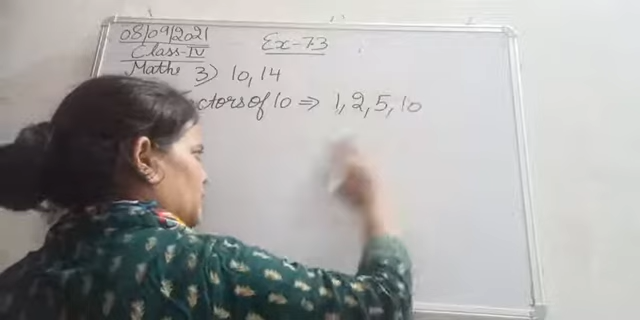 08/09/2021
Class-IV
Ex-7.3
Maths 3) 10, 14
ctors of 10 ⇒ 1, 2, 5, 10